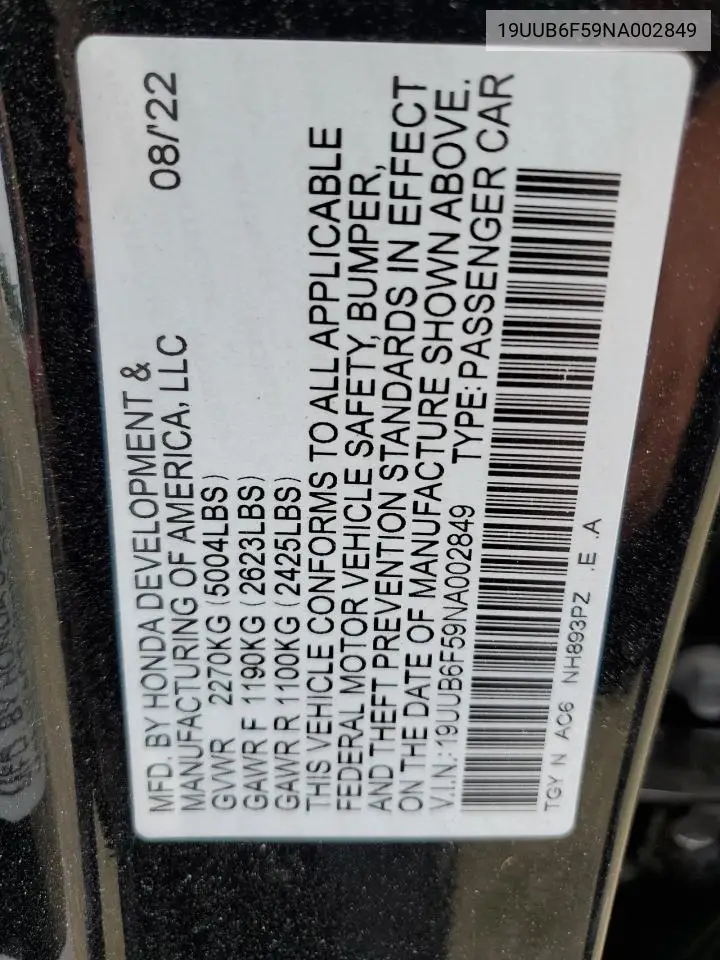 19UUB6F59NA002849
MFD. BY HONDA DEVELOPMENT & 08/'22
MANUFACTURING OF AMERICA, LLC
GVWR 2270KG (5004LBS)
GAWR F 1190KG (2623LBS)
GAWR R 1100KG (2425LBS)
THIS VEHICLE CONFORMS TO ALL APPLICABLE
FEDERAL MOTOR VEHICLE SAFETY, BUMPER,
AND THEFT PREVENTION STANDARDS IN EFFECT
ON THE DATE OF MANUFACTURE SHOWN ABOVE.
V.I.N.:19UUB6F59NA002849 TYPE:PASSENGER CAR
TGY N AC6 NH893PZ .E .A